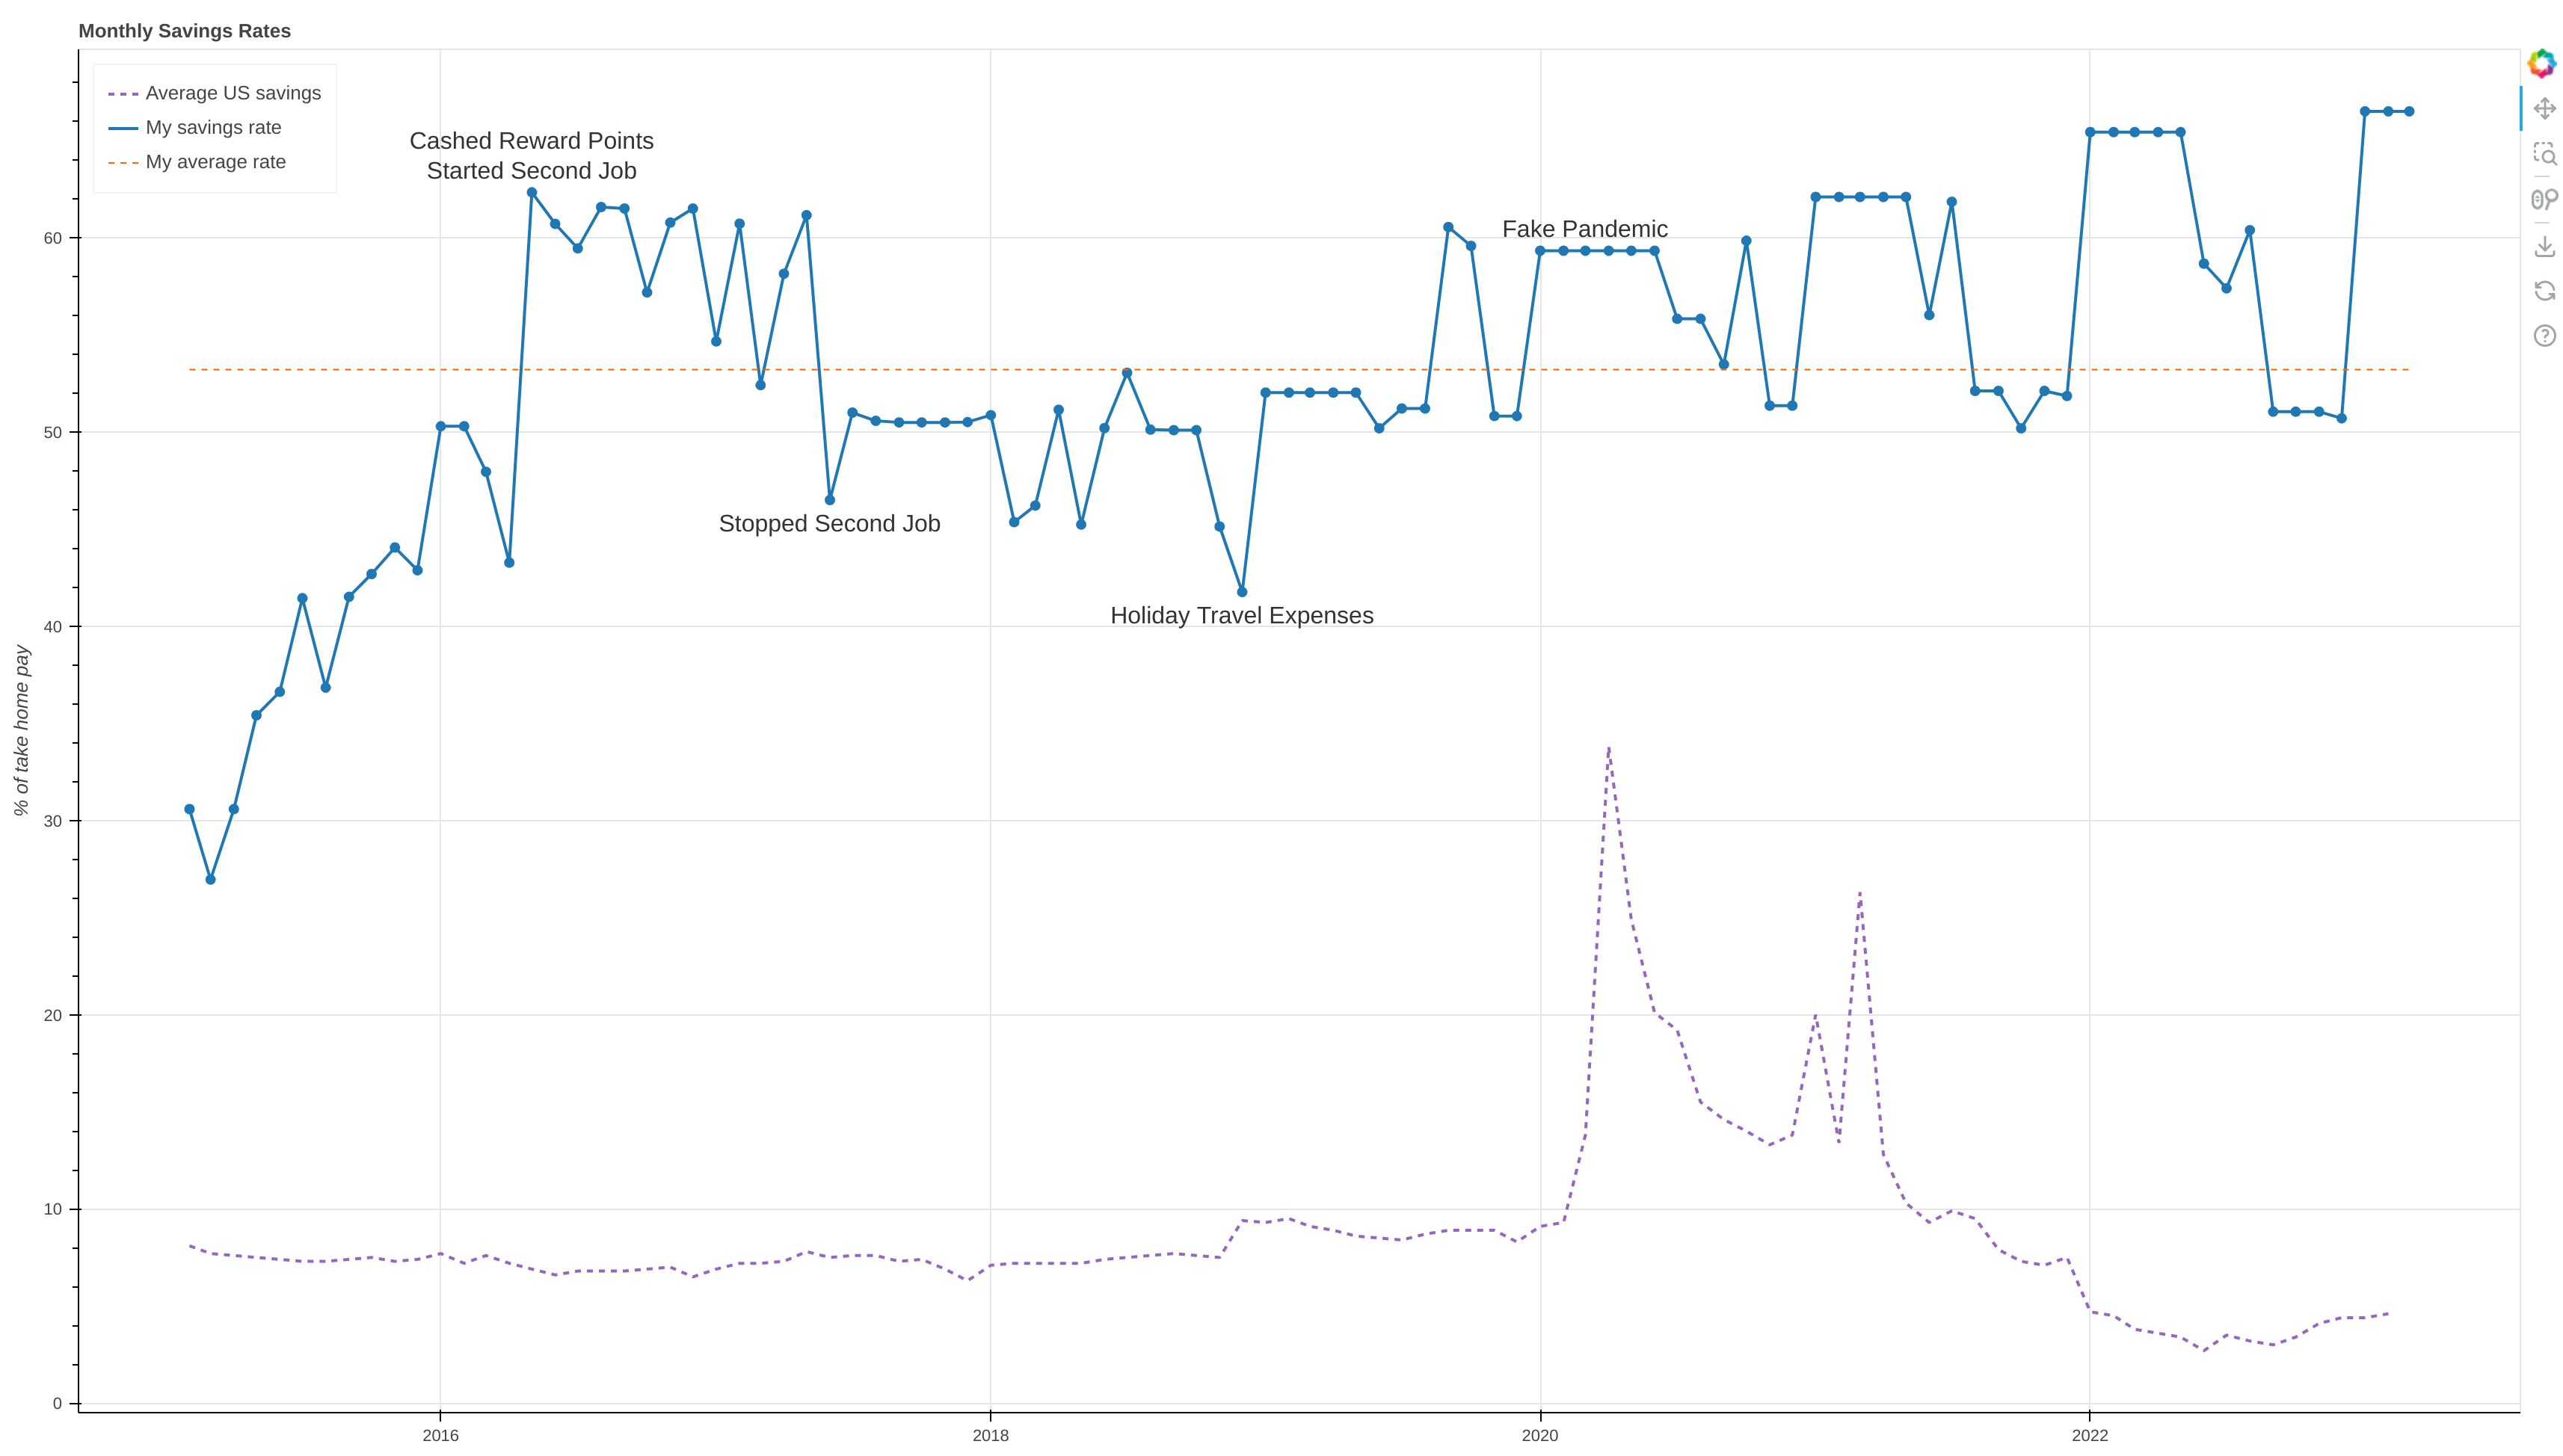 Monthly Savings Rates
Average US savings
My savings rate
My average rate
Cashed Reward Points
Started Second Job
Fake Pandemic
Stopped Second Job
Holiday Travel Expenses
% of take home pay
60
50
40
30
20
10
0
2016
2018
2020
2022